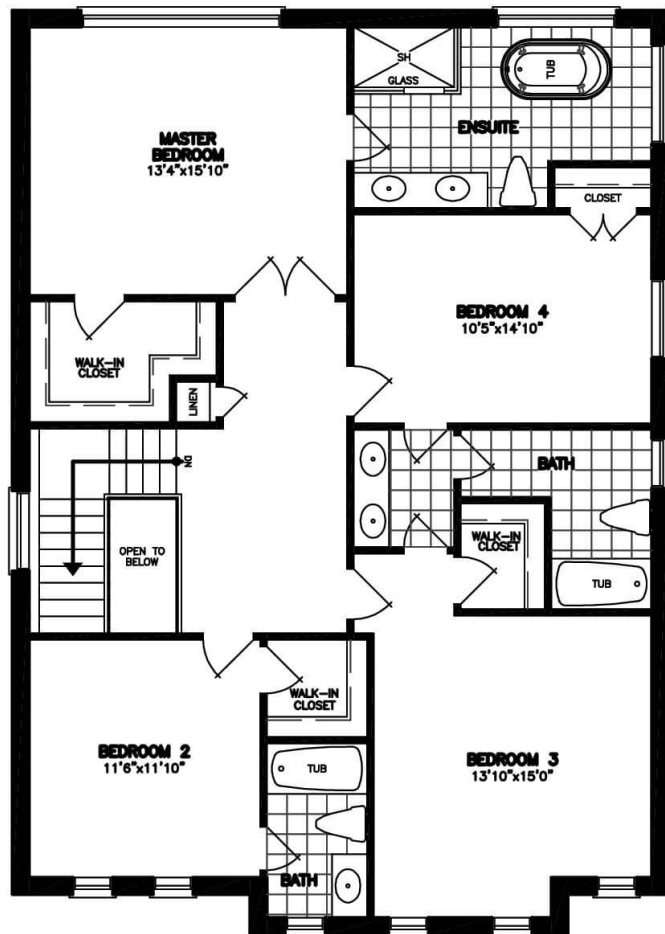 SH
GLASS
TUB
ENSUITE
MASTER
BEDROOM
13'4"x15'10"
CLOSET
BEDROOM 4
10'5"x14'10"
WALK-IN
CLOSET
LINEN
DN
BATH
OPEN TO
BELOW
WALK-IN
CLOSET
TUB
WALK-IN
CLOSET
BEDROOM 2
11'6"x11'10"
BEDROOM 3
13'10"x15'0"
TUB
BATH